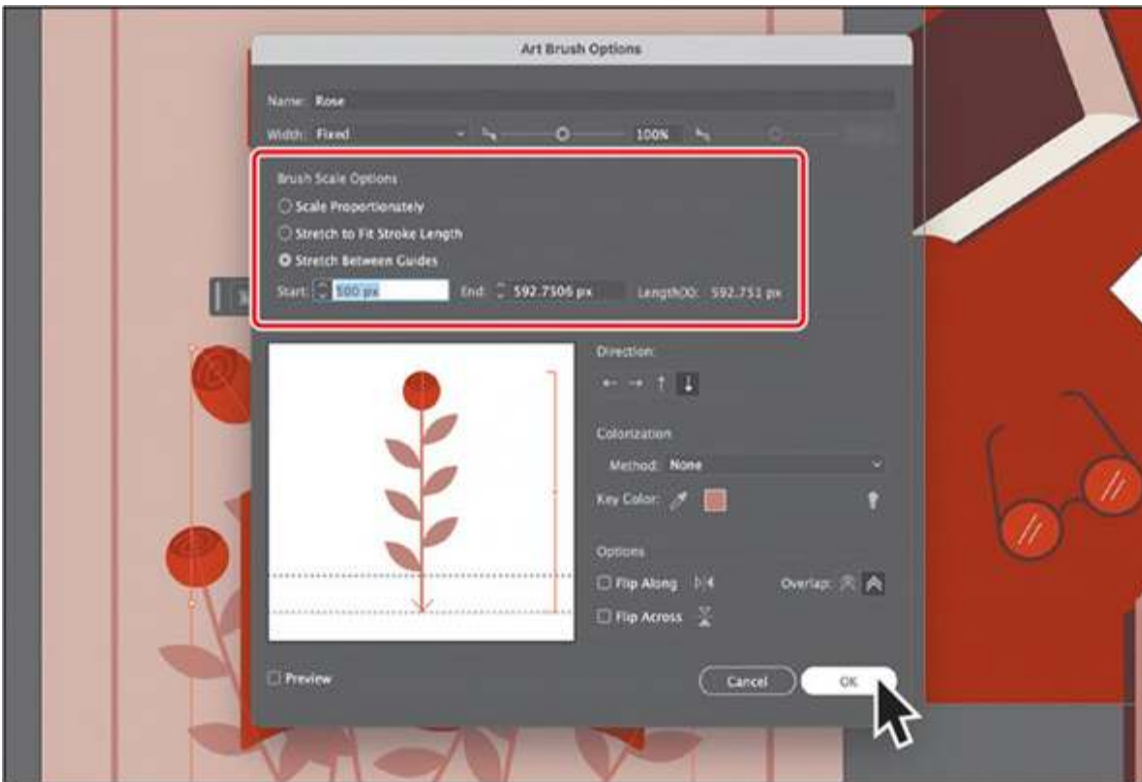 Art Brush Options
Name: Rose
Width: Fixed 100%
Brush Scale Options
Scale Proportionately
Stretch to Fit Stroke Length
Stretch Between Guides
Start: 500 px End: 592.7506 px Length(X): 592.751 px
Direction:
Colorization
Method: None
Key Color:
Options
Flip Along Overlap:
Flip Across
Preview Cancel OK